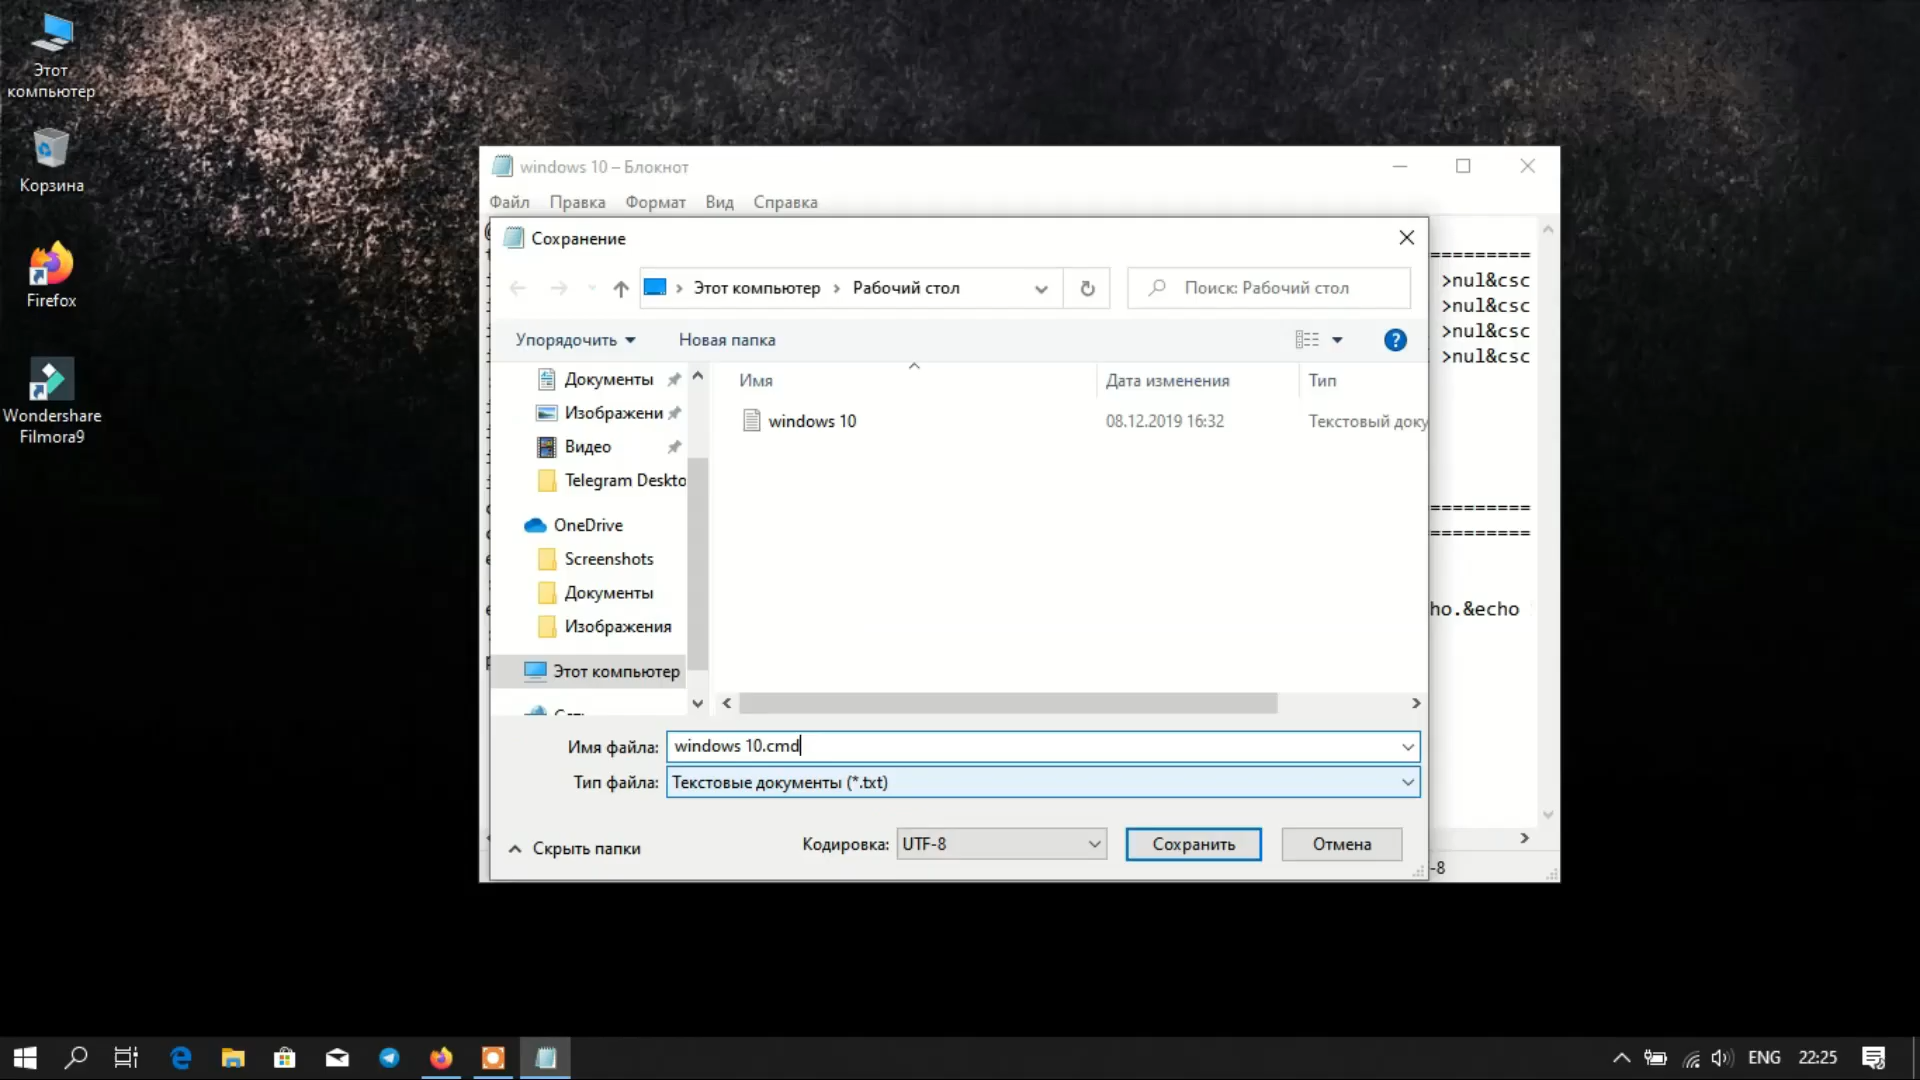 Этот
компьютер
Корзина
Firefox
Wondershare
Filmora9
windows 10 – Блокнот
Файл Правка Формат Вид Справка
Сохранение
Этот компьютер Рабочий стол
Поиск: Рабочий стол
Упорядочить Новая папка
Документы
Изображени
Видео
Telegram Deskto
OneDrive
Screenshots
Документы
Изображения
Этот компьютер
Имя Дата изменения Тип
windows 10 08.12.2019 16:32 Текстовый доку
=========
>nul&csc
>nul&csc
>nul&csc
>nul&csc
=========
=========
ho.&echo
Имя файла: windows 10.cmd
Тип файла: Текстовые документы (*.txt)
Скрыть папки Кодировка: UTF-8 Сохранить Отмена
-8
ENG 22:25